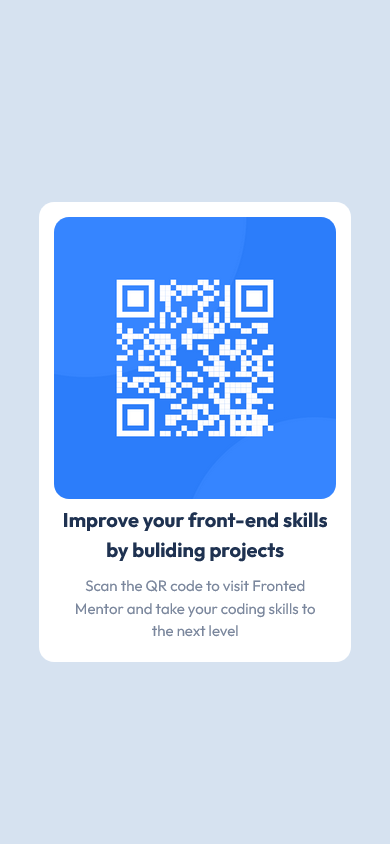 Improve your front-end skills
by buliding projects
Scan the QR code to visit Fronted
Mentor and take your coding skills to
the next level